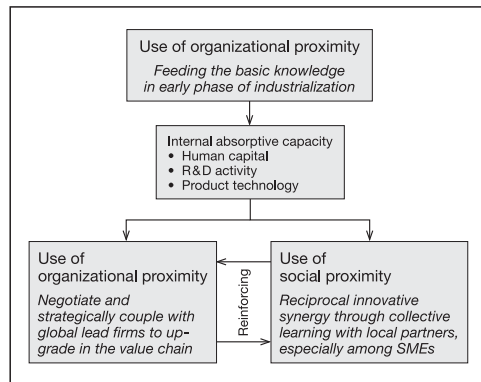 Use of organizational proximity
Feeding the basic knowledge
in early phase of industrialization
Internal absorptive capacity
• Human capital
• R&D activity
• Product technology
Use of
organizational proximity
Negotiate and
strategically couple with
global lead firms to up-
grade in the value chain
Reinforcing
Use of
social proximity
Reciprocal innovative
synergy through collective
learning with local partners,
especially among SMEs